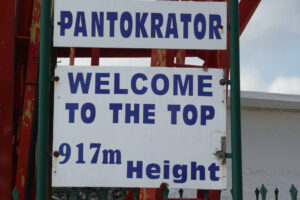 PANTOKRATOR
WELCOME
TO THE TOP
917m Height